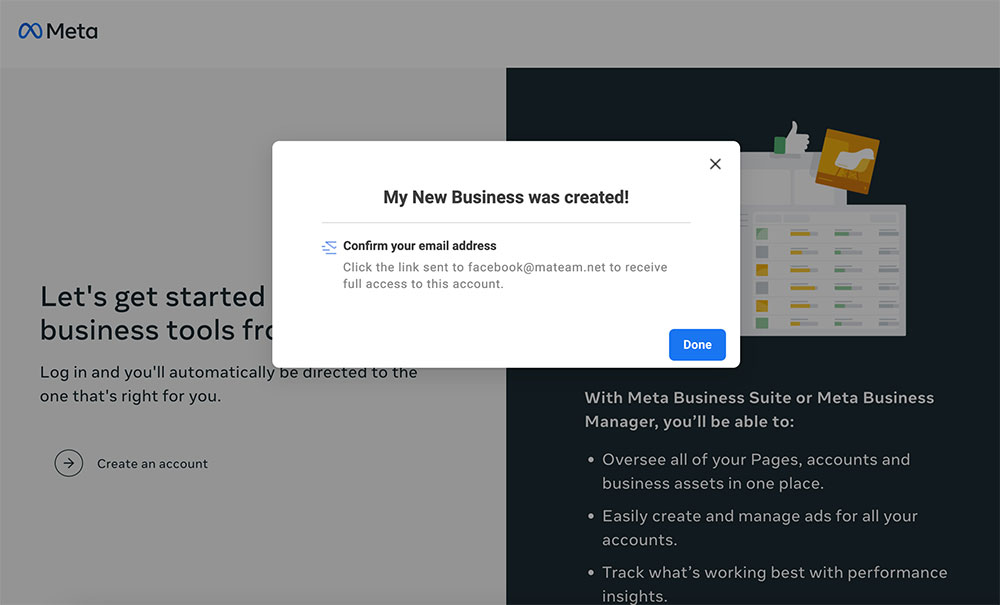 Meta
My New Business was created!
Confirm your email address
Click the link sent to facebook@mateam.net to receive
full access to this account.
Done
Let's get started
business tools fro
Log in and you'll automatically be directed to the
one that's right for you.
Create an account
With Meta Business Suite or Meta Business
Manager, you’ll be able to:
• Oversee all of your Pages, accounts and
business assets in one place.
• Easily create and manage ads for all your
accounts.
• Track what’s working best with performance
insights.